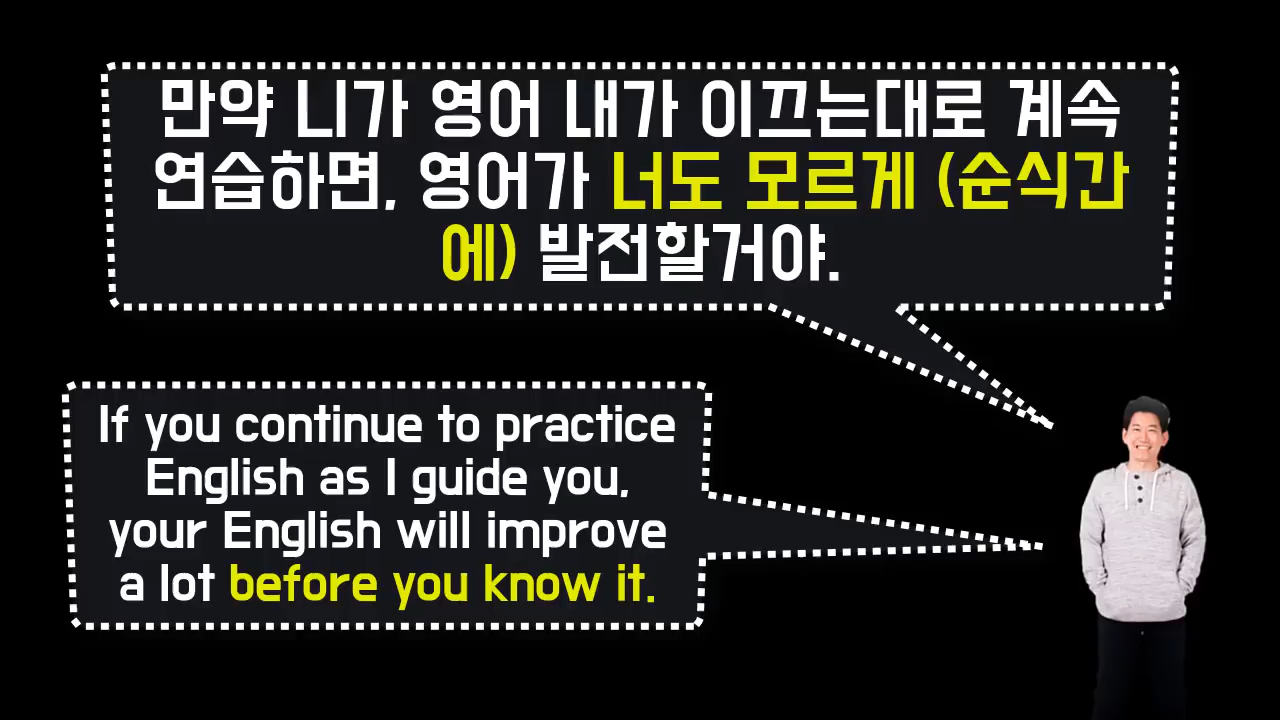 만약 니가 영어 내가 이끄는대로 계속
연습하면, 영어가 너도 모르게 (순식간
에) 발전할거야.
If you continue to practice
English as I guide you,
your English will improve
a lot before you know it.